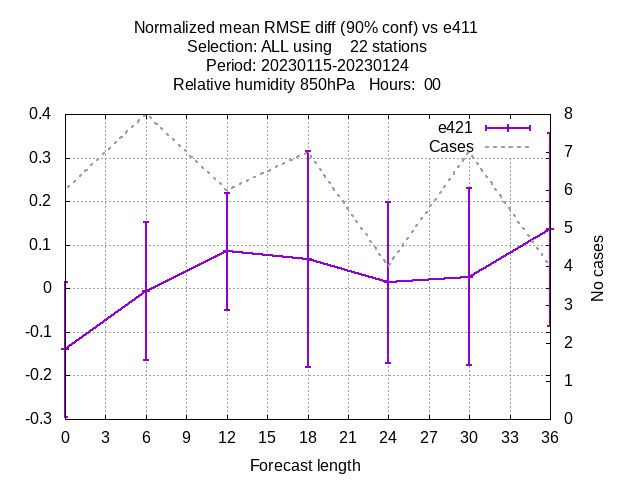 Normalized mean RMSE diff (90% conf) vs e411
Selection: ALL using    22 stations
Period: 20230115-20230124
Relative humidity 850hPa   Hours:  00
0.4
0.3
0.2
0.1
0
-0.1
-0.2
-0.3
e421
Cases
8
7
6
5
4
3
2
1
0
No cases
0 3 6 9 12 15 18 21 24 27 30 33 36
Forecast length